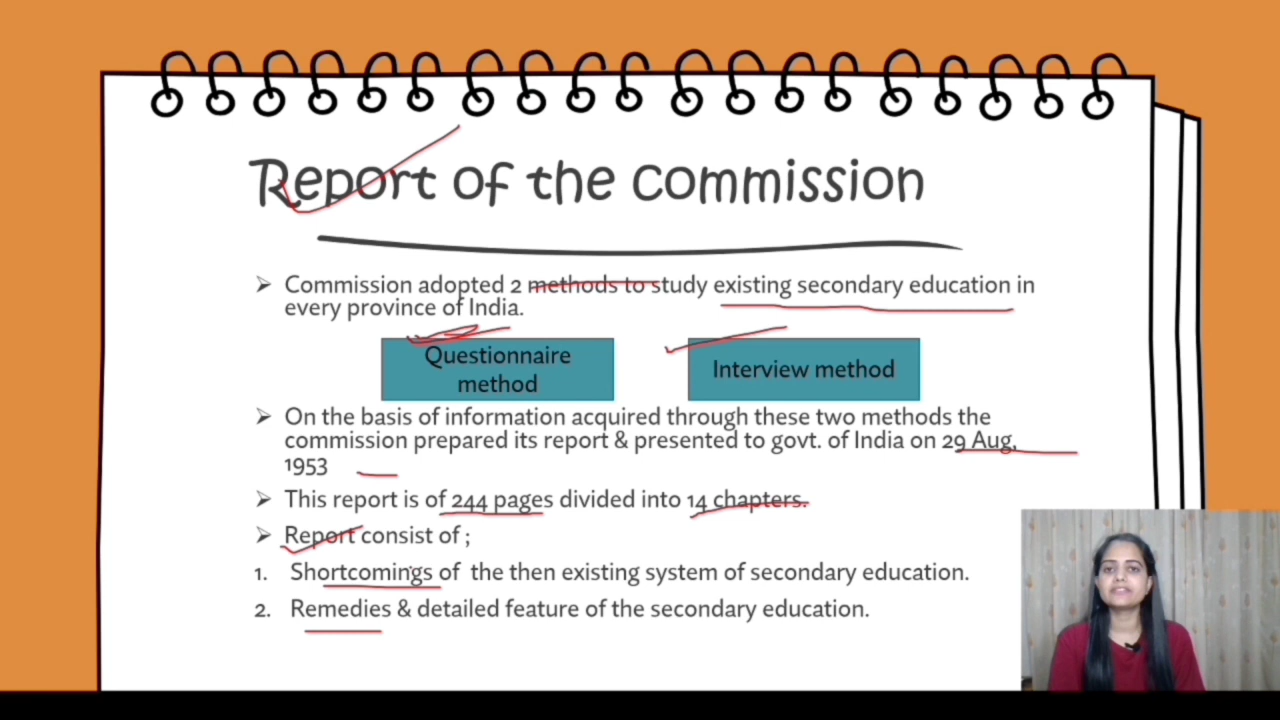 Report of the commission
➢ Commission adopted 2 methods to study existing secondary education in
every province of India.
Questionnaire
method
Interview method
➢ On the basis of information acquired through these two methods the
commission prepared its report & presented to govt. of India on 29 Aug,
1953
➢ This report is of 244 pages divided into 14 chapters.
➢ Report consist of ;
1. Shortcomings of the then existing system of secondary education.
2. Remedies & detailed feature of the secondary education.